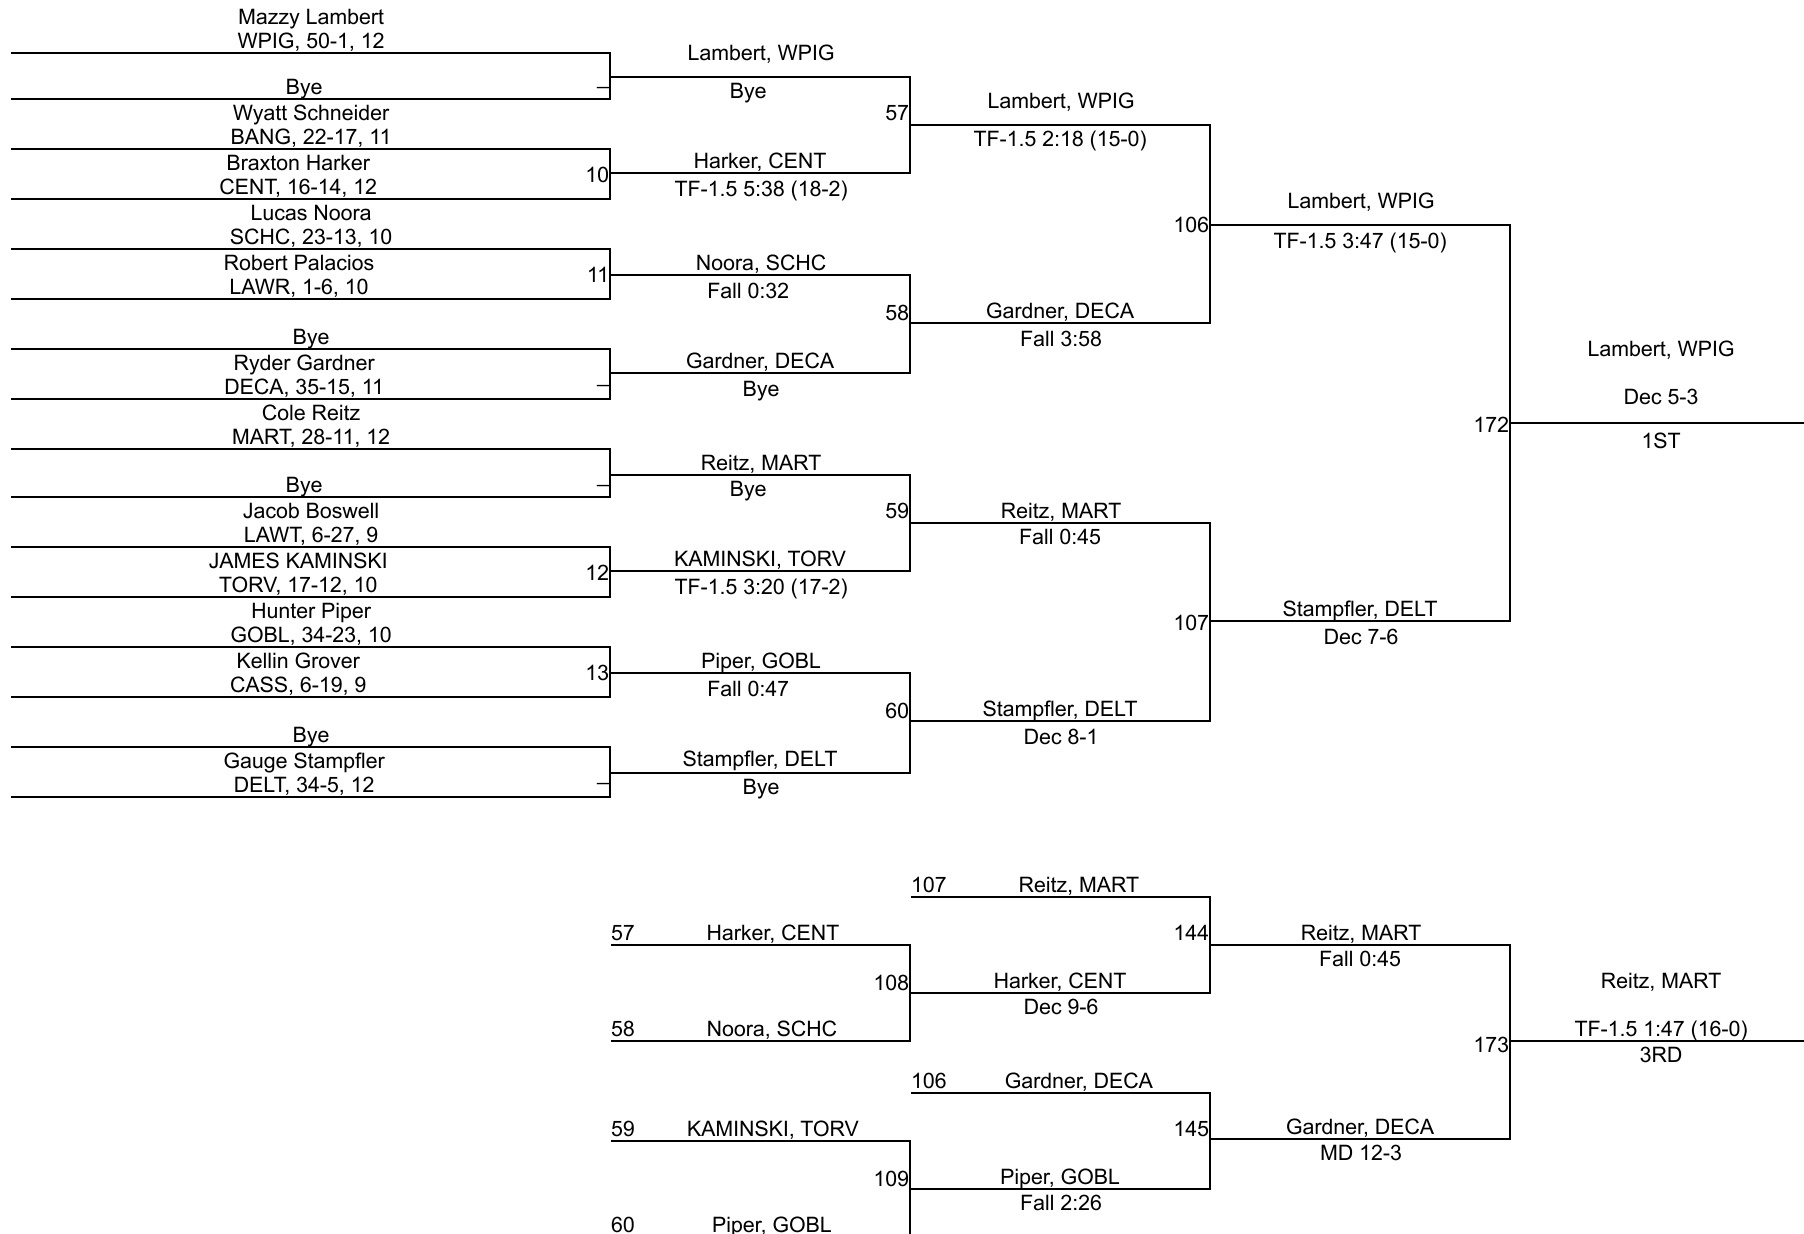 Mazzy Lambert
WPIG, 50-1, 12
Bye
Wyatt Schneider
BANG, 22-17, 11
Braxton Harker
CENT, 16-14, 12
10
Lucas Noora
SCHC, 23-13, 10
Robert Palacios
LAWR, 1-6, 10
11
Bye
Ryder Gardner
DECA, 35-15, 11
Cole Reitz
MART, 28-11, 12
Bye
Jacob Boswell
LAWT, 6-27, 9
JAMES KAMINSKI
TORV, 17-12, 10
12
Hunter Piper
GOBL, 34-23, 10
Kellin Grover
CASS, 6-19, 9
13
Bye
Gauge Stampfler
DELT, 34-5, 12
Lambert, WPIG
Bye
57
Harker, CENT
TF-1.5 5:38 (18-2)
Noora, SCHC
Fall 0:32
58
Gardner, DECA
Bye
Reitz, MART
Bye
59
KAMINSKI, TORV
TF-1.5 3:20 (17-2)
Piper, GOBL
Fall 0:47
60
Stampfler, DELT
Bye
Lambert, WPIG
TF-1.5 2:18 (15-0)
106
Gardner, DECA
Fall 3:58
Reitz, MART
Fall 0:45
107
Stampfler, DELT
Dec 8-1
Lambert, WPIG
TF-1.5 3:47 (15-0)
172
Stampfler, DELT
Dec 7-6
Lambert, WPIG
Dec 5-3
1ST
107 Reitz, MART
57 Harker, CENT
144
108
Harker, CENT
Dec 9-6
58 Noora, SCHC
Reitz, MART
Fall 0:45
106 Gardner, DECA
59 KAMINSKI, TORV
145
109
Piper, GOBL
Fall 2:26
60 Piper, GOBL
Gardner, DECA
MD 12-3
173
Reitz, MART
TF-1.5 1:47 (16-0)
3RD